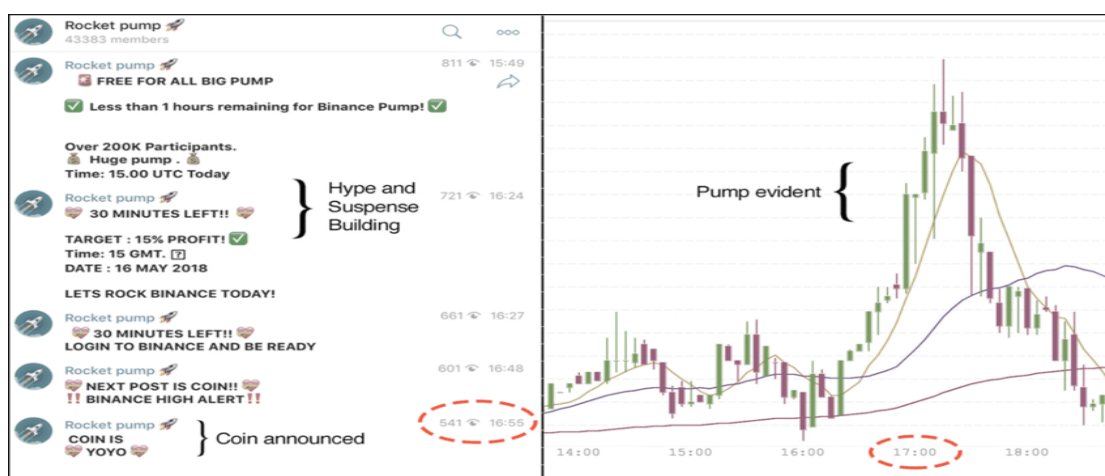 Rocket pump 🚀
43383 members
Rocket pump 🚀 811 15:49
🚨 FREE FOR ALL BIG PUMP
✅ Less than 1 hours remaining for Binance Pump! ✅
Over 200K Participants.
💰 Huge pump . 💰
Time: 15.00 UTC Today
Hype and
Suspense
Building
Rocket pump 🚀 721 16:24
💝 30 MINUTES LEFT!! 💝
TARGET : 15% PROFIT! ✅
Time: 15 GMT. ?
DATE : 16 MAY 2018
LETS ROCK BINANCE TODAY!
Rocket pump 🚀 661 16:27
💝 30 MINUTES LEFT!! 💝
LOGIN TO BINANCE AND BE READY
Rocket pump 🚀 601 16:48
💝 NEXT POST IS COIN!! 💝
‼️ BINANCE HIGH ALERT ‼️
Rocket pump 🚀 541 16:55
COIN IS
💝 YOYO 💝
Coin announced
Pump evident
14:00 15:00 16:00 17:00 18:00